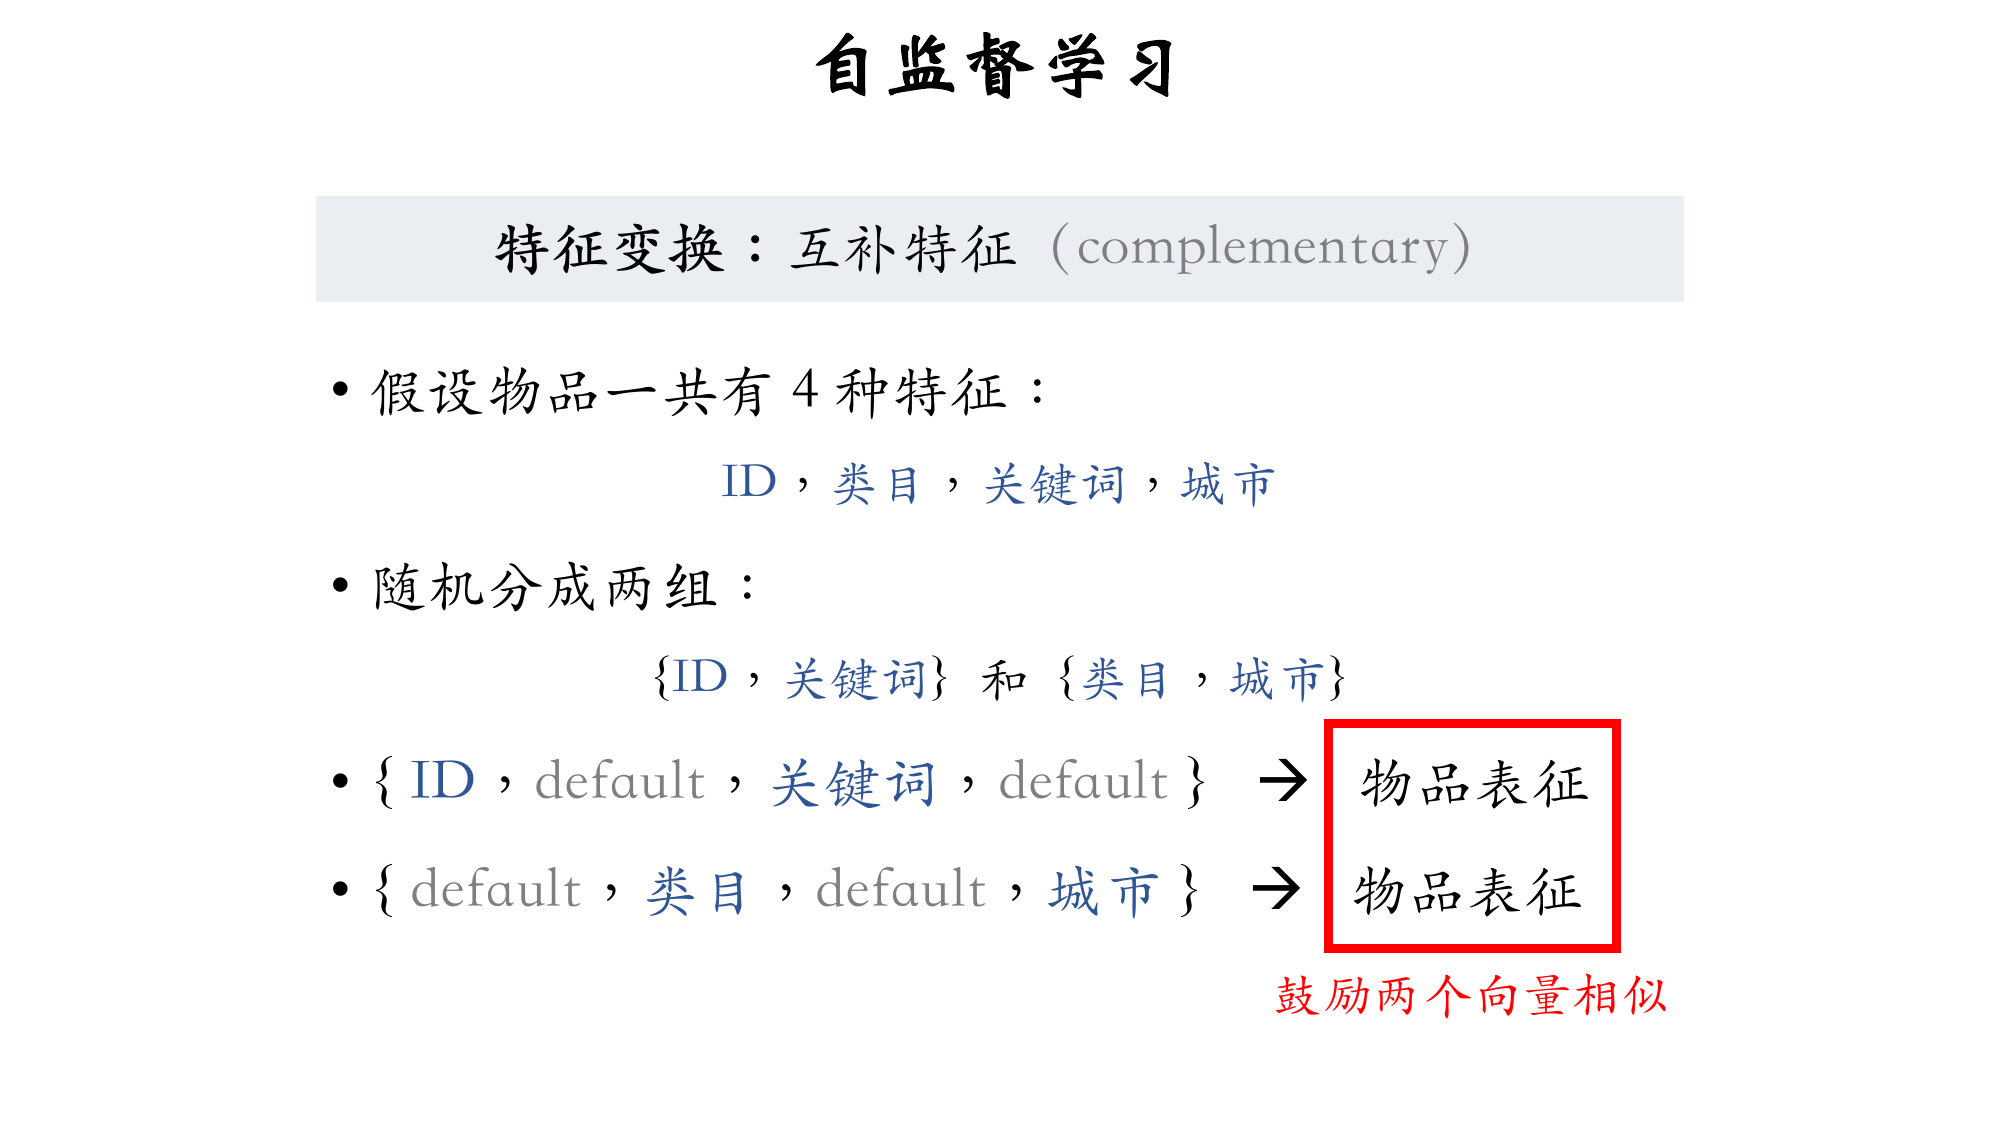 自监督学习
特征变换：互补特征（complementary）
• 假设物品一共有 4 种特征：
ID，类目，关键词，城市
• 随机分成两组：
{ID，关键词} 和 {类目，城市}
• { ID，default，关键词，default } → 物品表征
• { default，类目，default，城市 } → 物品表征
鼓励两个向量相似